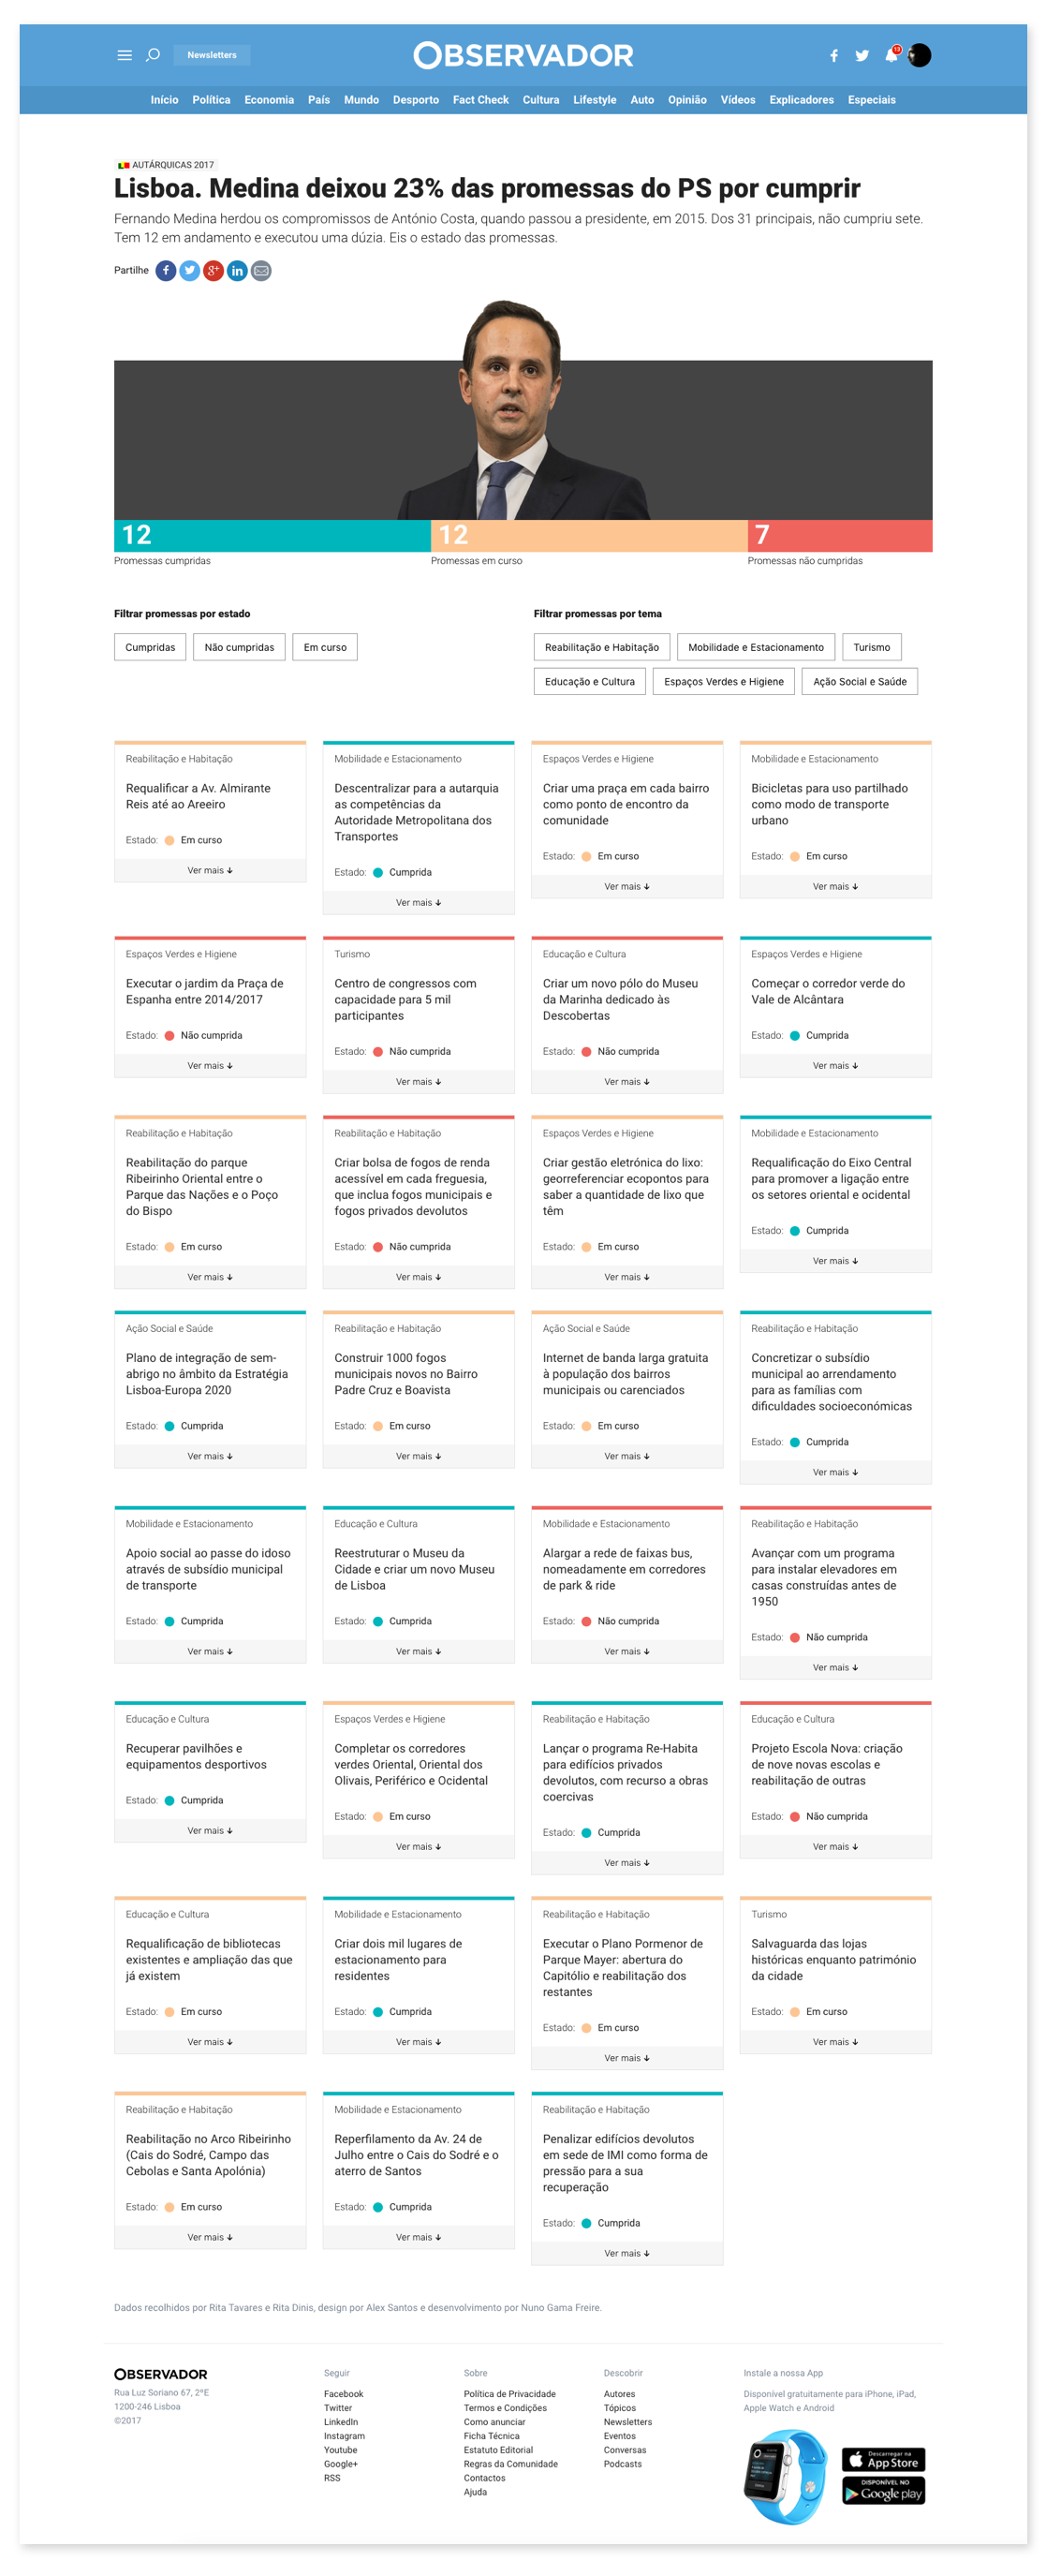 Newsletters
OBSERVADOR
13
Início Política Economia País Mundo Desporto Fact Check Cultura Lifestyle Auto Opinião Vídeos Explicadores Especiais
AUTÁRQUICAS 2017
Lisboa. Medina deixou 23% das promessas do PS por cumprir
Fernando Medina herdou os compromissos de António Costa, quando passou a presidente, em 2015. Dos 31 principais, não cumpriu sete.
Tem 12 em andamento e executou uma dúzia. Eis o estado das promessas.
Partilhe
12 12 7
Promessas cumpridas Promessas em curso Promessas não cumpridas
Filtrar promessas por estado
Cumpridas Não cumpridas Em curso
Filtrar promessas por tema
Reabilitação e Habitação Mobilidade e Estacionamento Turismo
Educação e Cultura Espaços Verdes e Higiene Ação Social e Saúde
Reabilitação e Habitação
Requalificar a Av. Almirante
Reis até ao Areeiro
Estado: Em curso
Ver mais ↓
Mobilidade e Estacionamento
Descentralizar para a autarquia
as competências da
Autoridade Metropolitana dos
Transportes
Estado: Cumprida
Ver mais ↓
Espaços Verdes e Higiene
Criar uma praça em cada bairro
como ponto de encontro da
comunidade
Estado: Em curso
Ver mais ↓
Mobilidade e Estacionamento
Bicicletas para uso partilhado
como modo de transporte
urbano
Estado: Em curso
Ver mais ↓
Espaços Verdes e Higiene
Executar o jardim da Praça de
Espanha entre 2014/2017
Estado: Não cumprida
Ver mais ↓
Turismo
Centro de congressos com
capacidade para 5 mil
participantes
Estado: Não cumprida
Ver mais ↓
Educação e Cultura
Criar um novo pólo do Museu
da Marinha dedicado às
Descobertas
Estado: Não cumprida
Ver mais ↓
Espaços Verdes e Higiene
Começar o corredor verde do
Vale de Alcântara
Estado: Cumprida
Ver mais ↓
Reabilitação e Habitação
Reabilitação do parque
Ribeirinho Oriental entre o
Parque das Nações e o Poço
do Bispo
Estado: Em curso
Ver mais ↓
Reabilitação e Habitação
Criar bolsa de fogos de renda
acessível em cada freguesia,
que inclua fogos municipais e
fogos privados devolutos
Estado: Não cumprida
Ver mais ↓
Espaços Verdes e Higiene
Criar gestão eletrónica do lixo:
georreferenciar ecopontos para
saber a quantidade de lixo que
têm
Estado: Em curso
Ver mais ↓
Mobilidade e Estacionamento
Requalificação do Eixo Central
para promover a ligação entre
os setores oriental e ocidental
Estado: Cumprida
Ver mais ↓
Ação Social e Saúde
Plano de integração de sem-
abrigo no âmbito da Estratégia
Lisboa-Europa 2020
Estado: Cumprida
Ver mais ↓
Reabilitação e Habitação
Construir 1000 fogos
municipais novos no Bairro
Padre Cruz e Boavista
Estado: Em curso
Ver mais ↓
Ação Social e Saúde
Internet de banda larga gratuita
à população dos bairros
municipais ou carenciados
Estado: Em curso
Ver mais ↓
Reabilitação e Habitação
Concretizar o subsídio
municipal ao arrendamento
para as famílias com
dificuldades socioeconómicas
Estado: Cumprida
Ver mais ↓
Mobilidade e Estacionamento
Apoio social ao passe do idoso
através de subsídio municipal
de transporte
Estado: Cumprida
Ver mais ↓
Educação e Cultura
Reestruturar o Museu da
Cidade e criar um novo Museu
de Lisboa
Estado: Cumprida
Ver mais ↓
Mobilidade e Estacionamento
Alargar a rede de faixas bus,
nomeadamente em corredores
de park & ride
Estado: Não cumprida
Ver mais ↓
Reabilitação e Habitação
Avançar com um programa
para instalar elevadores em
casas construídas antes de
1950
Estado: Não cumprida
Ver mais ↓
Educação e Cultura
Recuperar pavilhões e
equipamentos desportivos
Estado: Cumprida
Ver mais ↓
Espaços Verdes e Higiene
Completar os corredores
verdes Oriental, Oriental dos
Olivais, Periférico e Ocidental
Estado: Em curso
Ver mais ↓
Reabilitação e Habitação
Lançar o programa Re-Habita
para edifícios privados
devolutos, com recurso a obras
coercivas
Estado: Cumprida
Ver mais ↓
Educação e Cultura
Projeto Escola Nova: criação
de nove novas escolas e
reabilitação de outras
Estado: Não cumprida
Ver mais ↓
Educação e Cultura
Requalificação de bibliotecas
existentes e ampliação das que
já existem
Estado: Em curso
Ver mais ↓
Mobilidade e Estacionamento
Criar dois mil lugares de
estacionamento para
residentes
Estado: Cumprida
Ver mais ↓
Reabilitação e Habitação
Executar o Plano Pormenor de
Parque Mayer: abertura do
Capitólio e reabilitação dos
restantes
Estado: Em curso
Ver mais ↓
Turismo
Salvaguarda das lojas
históricas enquanto património
da cidade
Estado: Em curso
Ver mais ↓
Reabilitação e Habitação
Reabilitação no Arco Ribeirinho
(Cais do Sodré, Campo das
Cebolas e Santa Apolónia)
Estado: Em curso
Ver mais ↓
Mobilidade e Estacionamento
Reperfilamento da Av. 24 de
Julho entre o Cais do Sodré e o
aterro de Santos
Estado: Cumprida
Ver mais ↓
Reabilitação e Habitação
Penalizar edifícios devolutos
em sede de IMI como forma de
pressão para a sua
recuperação
Estado: Cumprida
Ver mais ↓
Dados recolhidos por Rita Tavares e Rita Dinis, design por Alex Santos e desenvolvimento por Nuno Gama Freire.
OBSERVADOR
Rua Luz Soriano 67, 2ºE
1200-246 Lisboa
©2017
Seguir
Facebook
Twitter
LinkedIn
Instagram
Youtube
Google+
RSS
Sobre
Política de Privacidade
Termos e Condições
Como anunciar
Ficha Técnica
Estatuto Editorial
Regras da Comunidade
Contactos
Ajuda
Descobrir
Autores
Tópicos
Newsletters
Eventos
Conversas
Podcasts
Instale a nossa App
Disponível gratuitamente para iPhone, iPad,
Apple Watch e Android
Descarregar na
App Store
DISPONÍVEL NO
Google play